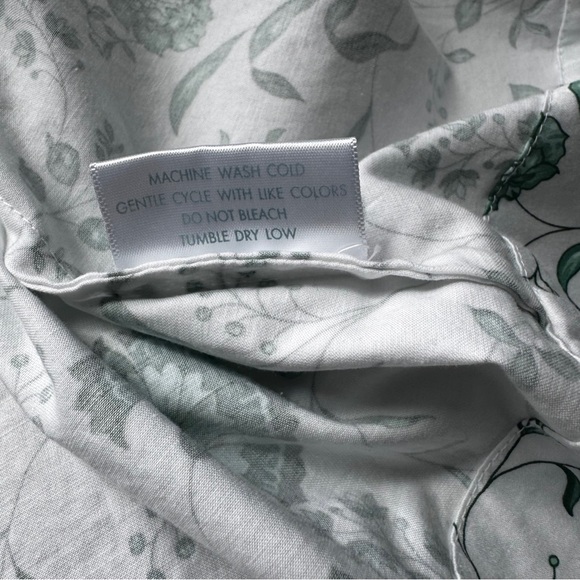 MACHINE WASH COLD
GENTLE CYCLE WITH LIKE COLORS
DO NOT BLEACH
TUMBLE DRY LOW